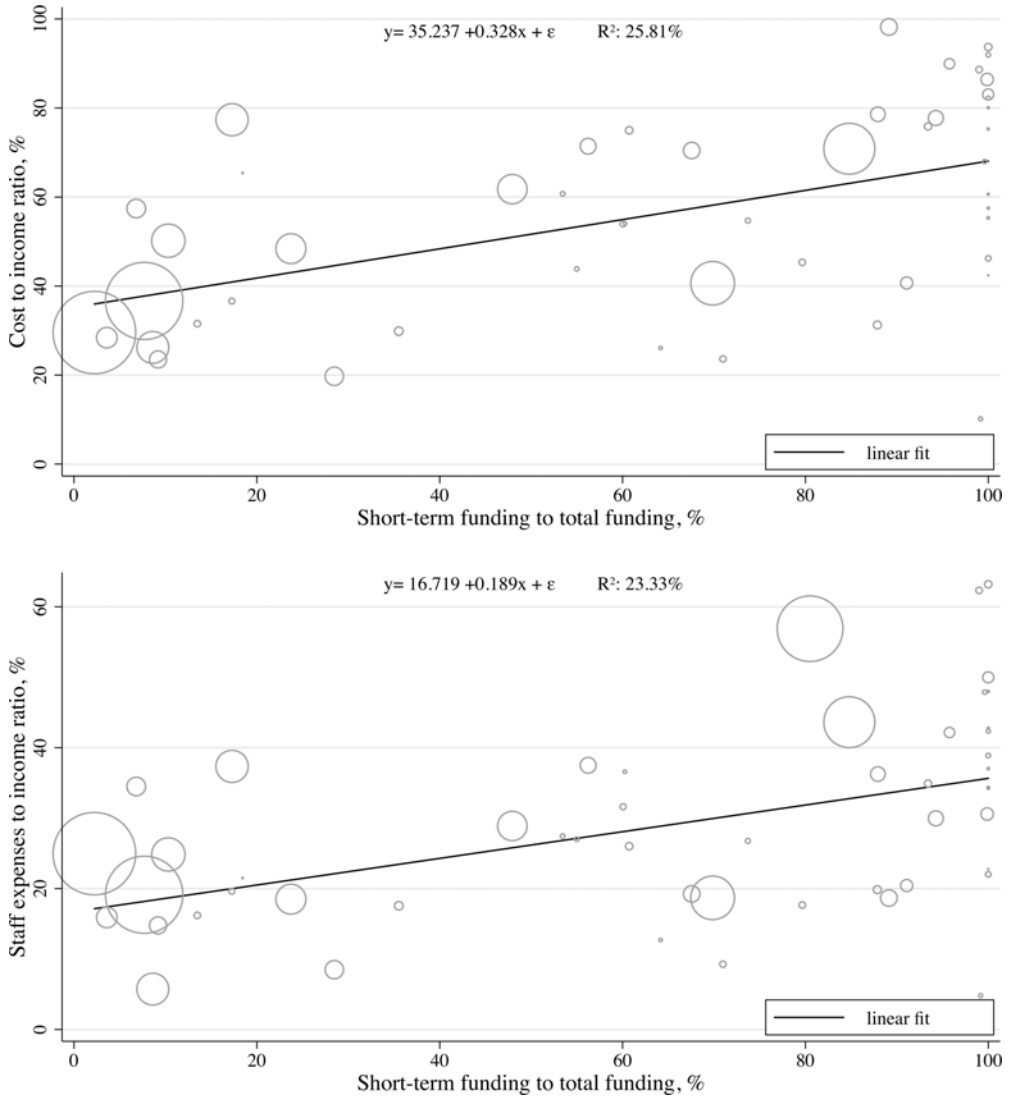 y= 35.237 +0.328x + ε R²: 25.81%
Cost to income ratio, %
100
80
60
40
20
0
linear fit
0 20 40 60 80 100
Short-term funding to total funding, %
y= 16.719 +0.189x + ε R²: 23.33%
Staff expenses to income ratio, %
60
40
20
0
linear fit
0 20 40 60 80 100
Short-term funding to total funding, %